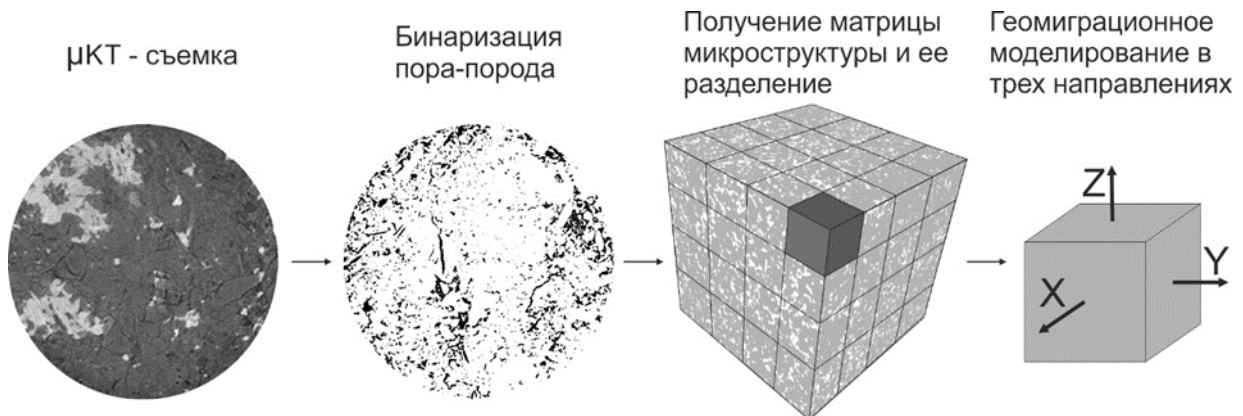 μКТ - съемка
Бинаризация
пора-порода
Получение матрицы
микроструктуры и ее
разделение
Геомиграционное
моделирование в
трех направлениях
Z
Y
X